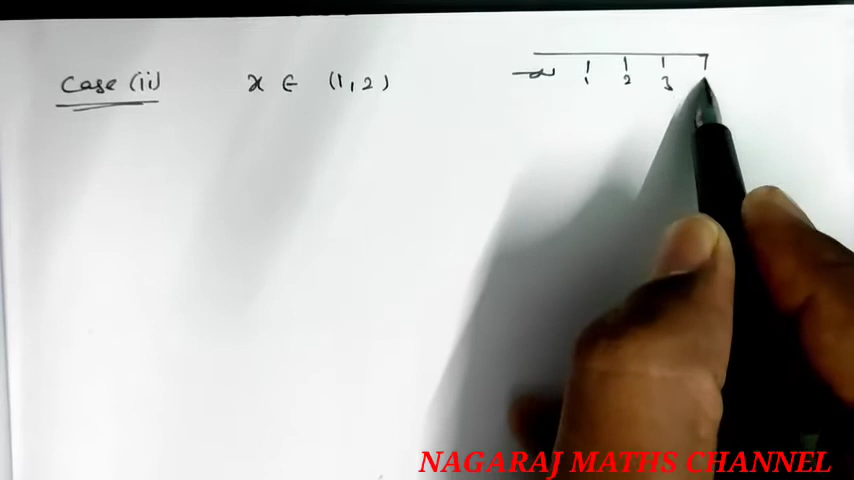 Case (ii) x ∈ (1, 2)
-∞ 1 2 3
NAGARAJ MATHS CHANNEL